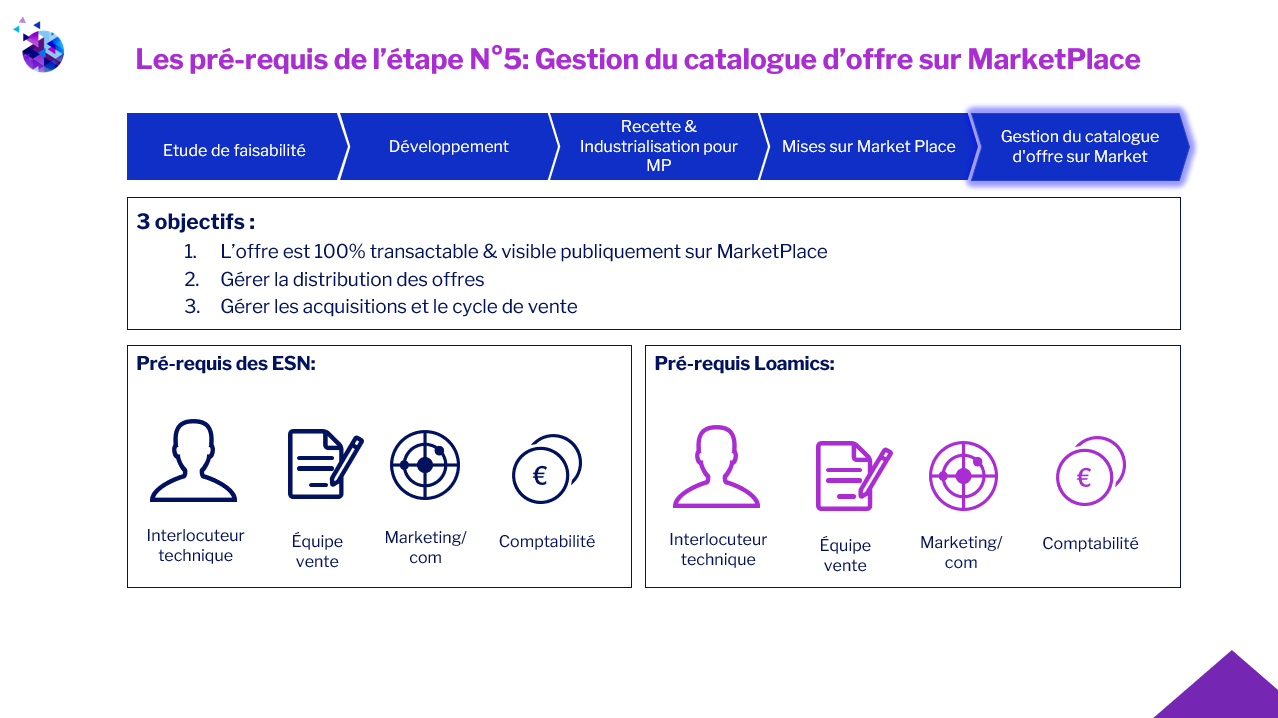 Les pré-requis de l’étape N°5: Gestion du catalogue d’offre sur MarketPlace
Etude de faisabilité
Développement
Recette &
Industrialisation pour
MP
Mises sur Market Place
Gestion du catalogue
d'offre sur Market
3 objectifs :
1. L’offre est 100% transactable & visible publiquement sur MarketPlace
2. Gérer la distribution des offres
3. Gérer les acquisitions et le cycle de vente
Pré-requis des ESN:
€
Interlocuteur
technique
Équipe
vente
Marketing/
com
Comptabilité
Pré-requis Loamics:
€
Interlocuteur
technique
Équipe
vente
Marketing/
com
Comptabilité